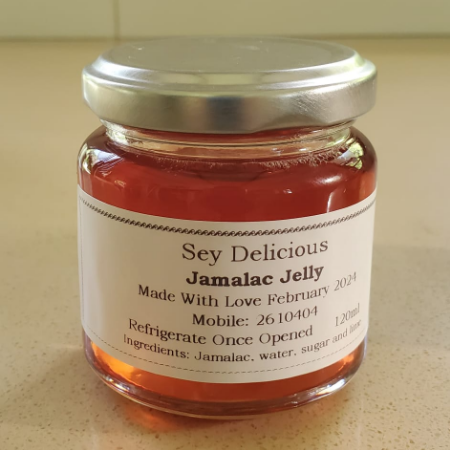 Sey Delicious
Jamalac Jelly
Made With Love February 2024
Mobile: 2610404
Refrigerate Once Opened 120ml
Ingredients: Jamalac, water, sugar and lime